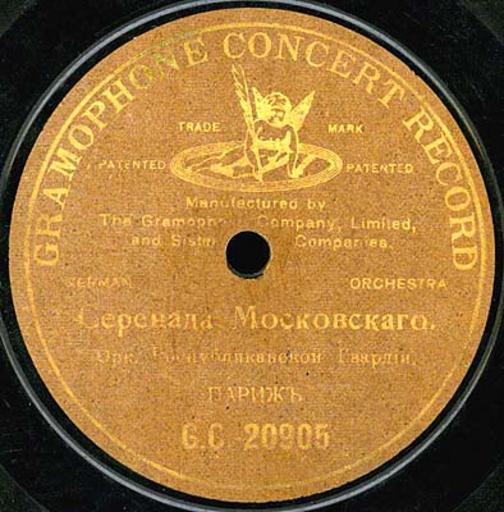 GRAMOPHONE CONCERT RECORD
TRADE MARK
PATENTED PATENTED
Manufactured by
The Gramophone Company, Limited,
and Sister Companies.
GERMAN ORCHESTRA
Серенада Московскаго.
Орк. Республиканской Гвардіи,
ПАРИЖЪ
G.C. 20905